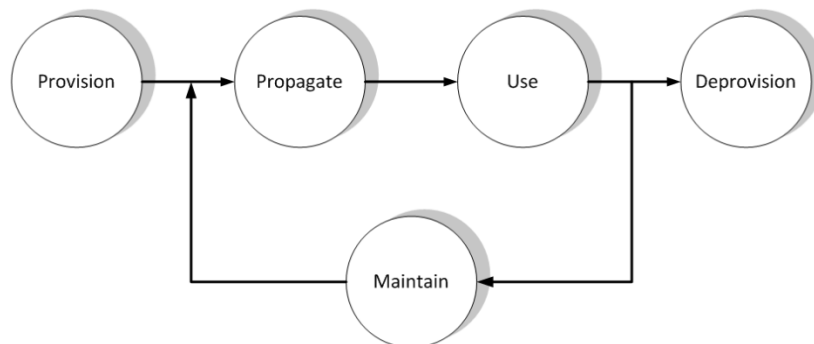 Provision
Propagate
Use
Deprovision
Maintain